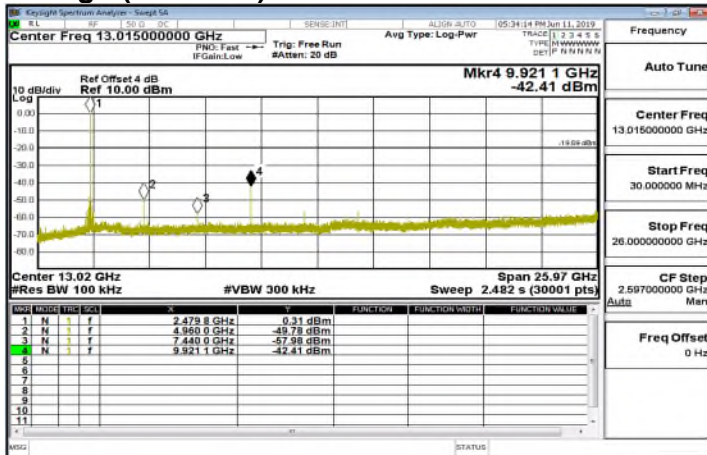 Keysight Spectrum Analyzer - Swept SA
RL RF 50 Ω DC SENSE:INT ALIGN AUTO 05:34:14 PM Jun 11, 2019
Center Freq 13.015000000 GHz
PNO: Fast
IFGain:Low
Trig: Free Run
#Atten: 20 dB
Avg Type: Log-Pwr
TRACE 1 2 3 4 5 6
TYPE M W W W W W
DET P N N N N N
Ref Offset 4 dB
Ref 10.00 dBm
10 dB/div
Log
Mkr4 9.921 1 GHz
-42.41 dBm
0.00
-10.0
-20.0
-30.0
-40.0
-50.0
-60.0
-70.0
-80.0
1
2
3
4
Center 13.02 GHz
#Res BW 100 kHz
#VBW 300 kHz
Span 25.97 GHz
Sweep 2.482 s (30001 pts)
MKR MODE TRC SCL X Y FUNCTION FUNCTION WIDTH FUNCTION VALUE
1 N 1 f 2.479 8 GHz 0.31 dBm
2 N 1 f 4.960 0 GHz -49.78 dBm
3 N 1 f 7.440 0 GHz -57.98 dBm
4 N 1 f 9.921 1 GHz -42.41 dBm
5
6
7
8
9
10
11
MSG STATUS
Frequency
Auto Tune
Center Freq
13.015000000 GHz
Start Freq
30.000000 MHz
Stop Freq
26.000000000 GHz
CF Step
2.597000000 GHz
Auto Man
Freq Offset
0 Hz